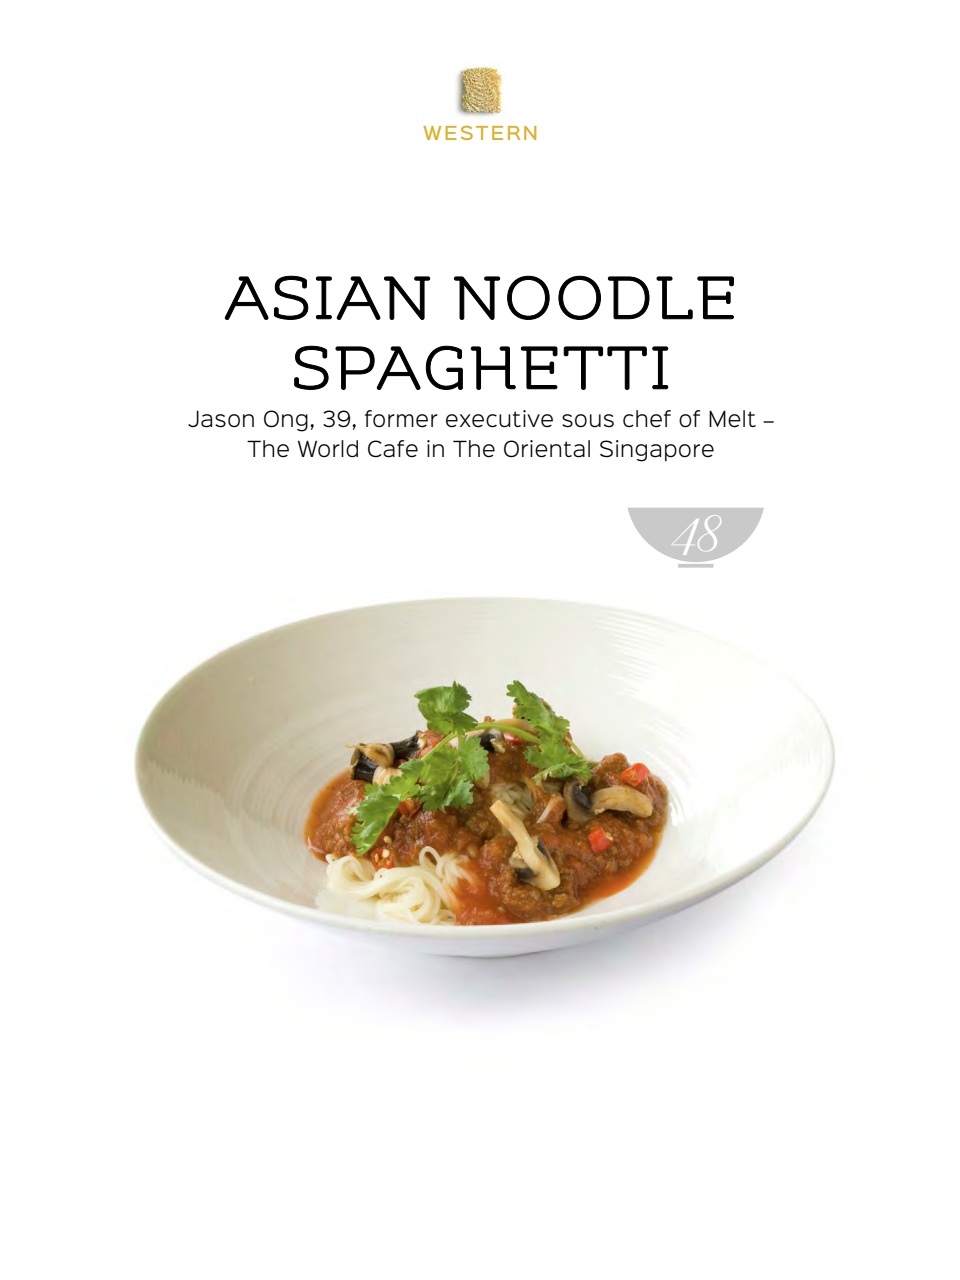 WESTERN
ASIAN NOODLE
SPAGHETTI
Jason Ong, 39, former executive sous chef of Melt –
The World Cafe in The Oriental Singapore
48